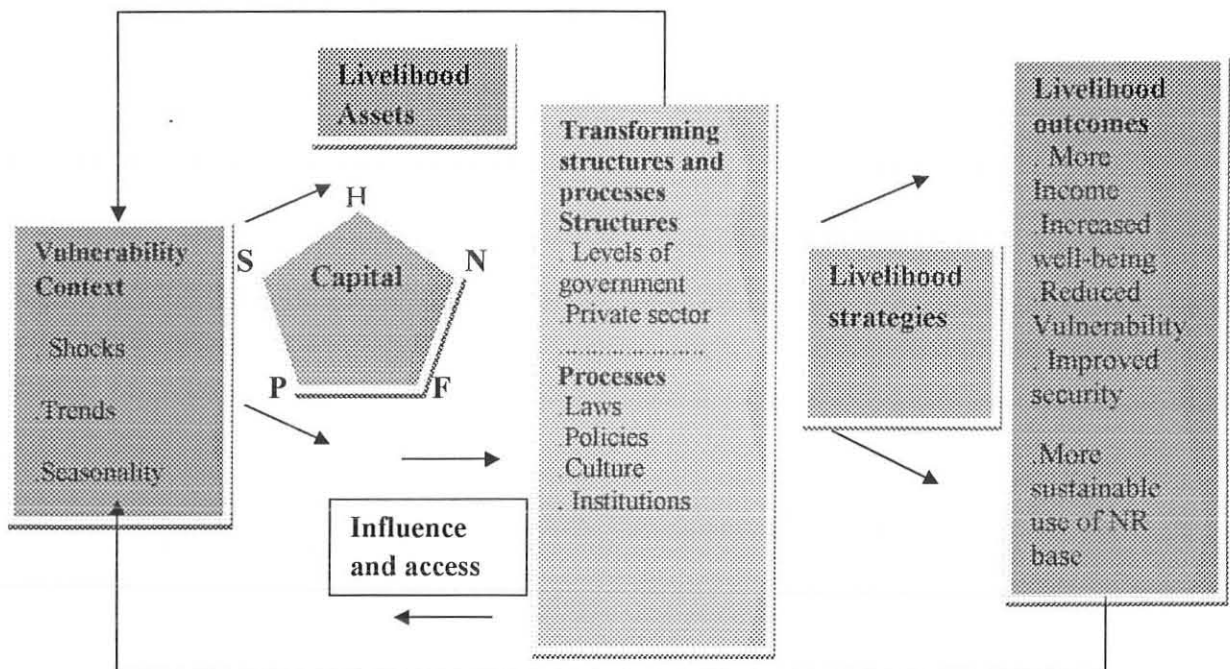 Livelihood
Assets
Vulnerability
Context
. Shocks
.Trends
.Seasonality
H
S
N
P
F
Capital
Influence
and access
Transforming
structures and
processes
Structures
. Levels of
government
.Private sector
.....................
Processes
. Laws
.Policies
.Culture
. Institutions
Livelihood
strategies
Livelihood
outcomes
. More
Income
.Increased
well-being
.Reduced
Vulnerability
. Improved
security
.More
sustainable
use of NR
base